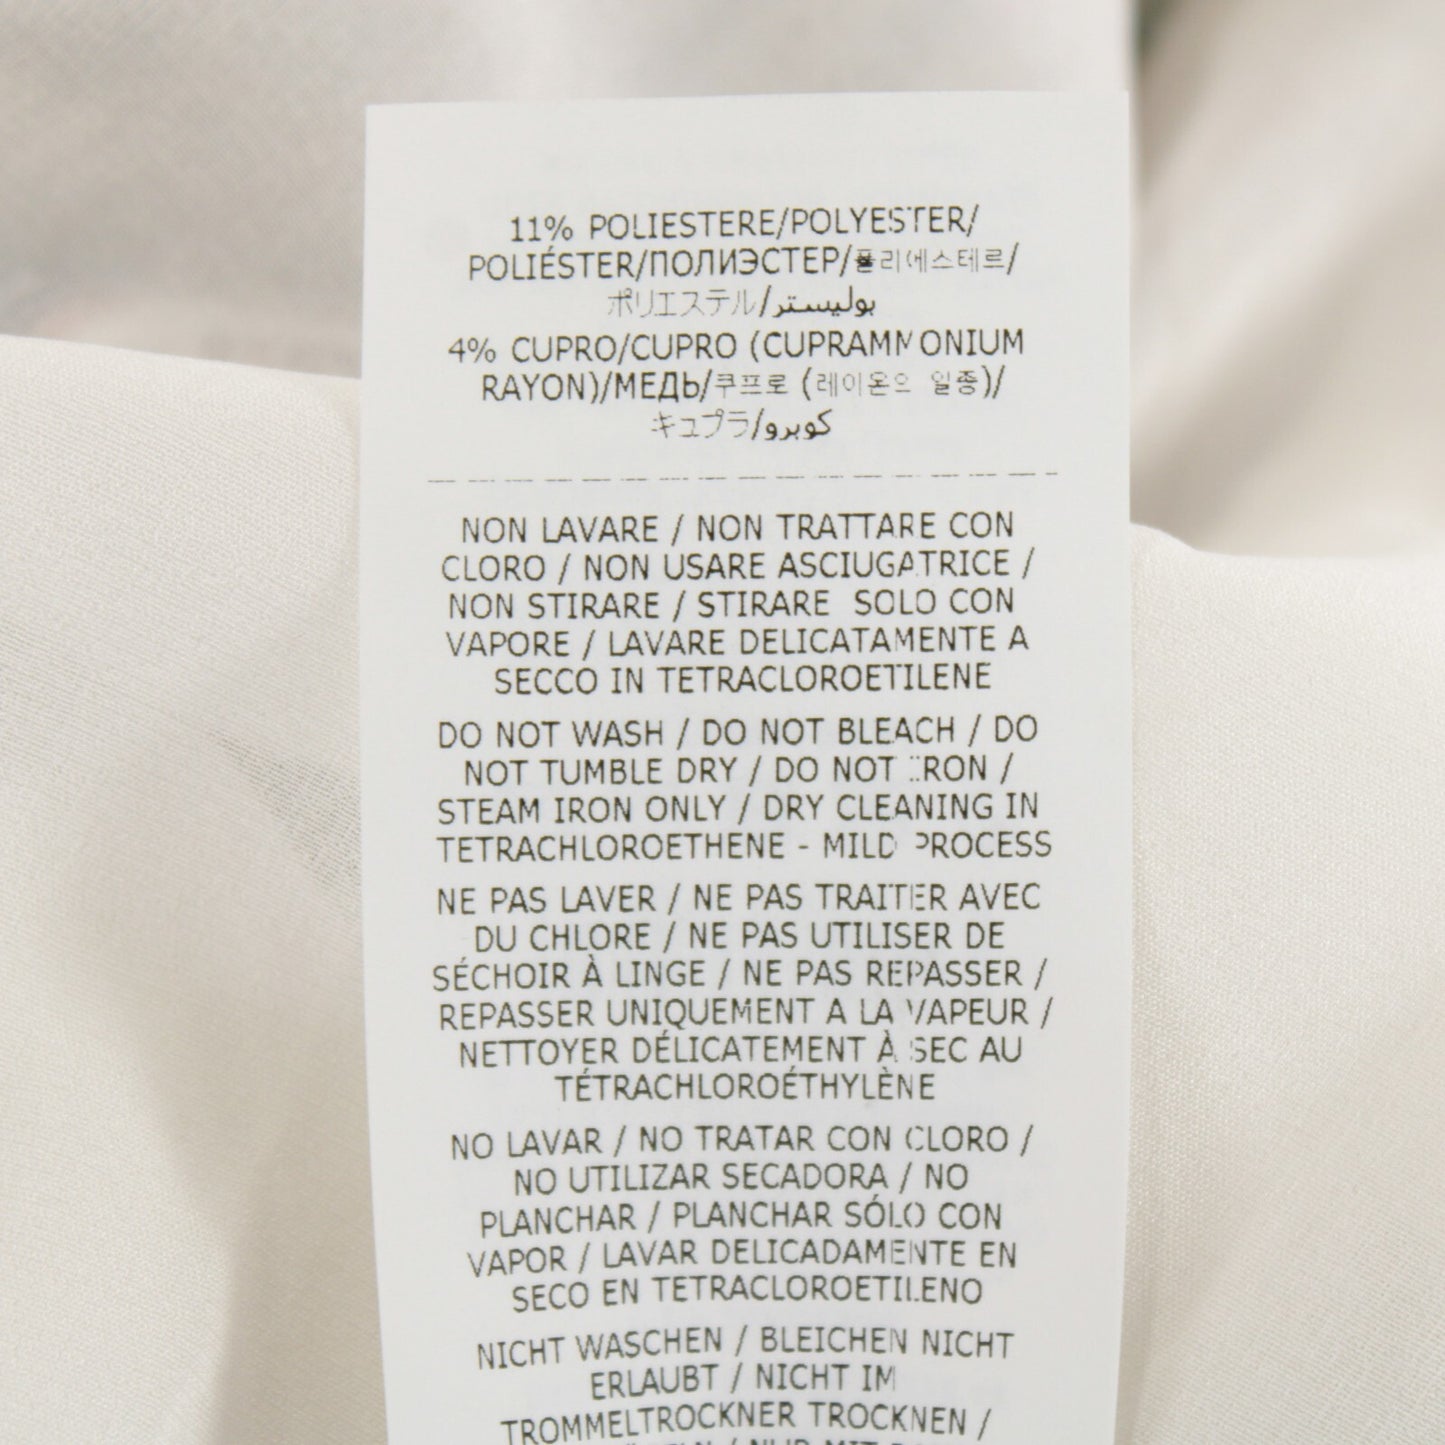 11% POLIESTERE/POLYESTER/
POLIÉSTER/ПОЛИЭСТЕР/폴리에스테르/
ポリエステル/بوليستر
4% CUPRO/CUPRO (CUPRAMMONIUM
RAYON)/МЕДЬ/쿠프로 (레이온으 일종)/
キュプラ/كوبرو
NON LAVARE / NON TRATTARE CON
CLORO / NON USARE ASCIUGATRICE /
NON STIRARE / STIRARE SOLO CON
VAPORE / LAVARE DELICATAMENTE A
SECCO IN TETRACLOROETILENE
DO NOT WASH / DO NOT BLEACH / DO
NOT TUMBLE DRY / DO NOT IRON /
STEAM IRON ONLY / DRY CLEANING IN
TETRACHLOROETHENE - MILD PROCESS
NE PAS LAVER / NE PAS TRAITER AVEC
DU CHLORE / NE PAS UTILISER DE
SÉCHOIR À LINGE / NE PAS REPASSER /
REPASSER UNIQUEMENT A LA VAPEUR /
NETTOYER DÉLICATEMENT À SEC AU
TÉTRACHLOROÉTHYLÈNE
NO LAVAR / NO TRATAR CON CLORO /
NO UTILIZAR SECADORA / NO
PLANCHAR / PLANCHAR SÓLO CON
VAPOR / LAVAR DELICADAMENTE EN
SECO EN TETRACLOROETILENO
NICHT WASCHEN / BLEICHEN NICHT
ERLAUBT / NICHT IM
TROMMELTROCKNER TROCKNEN /
/ NUR MIT